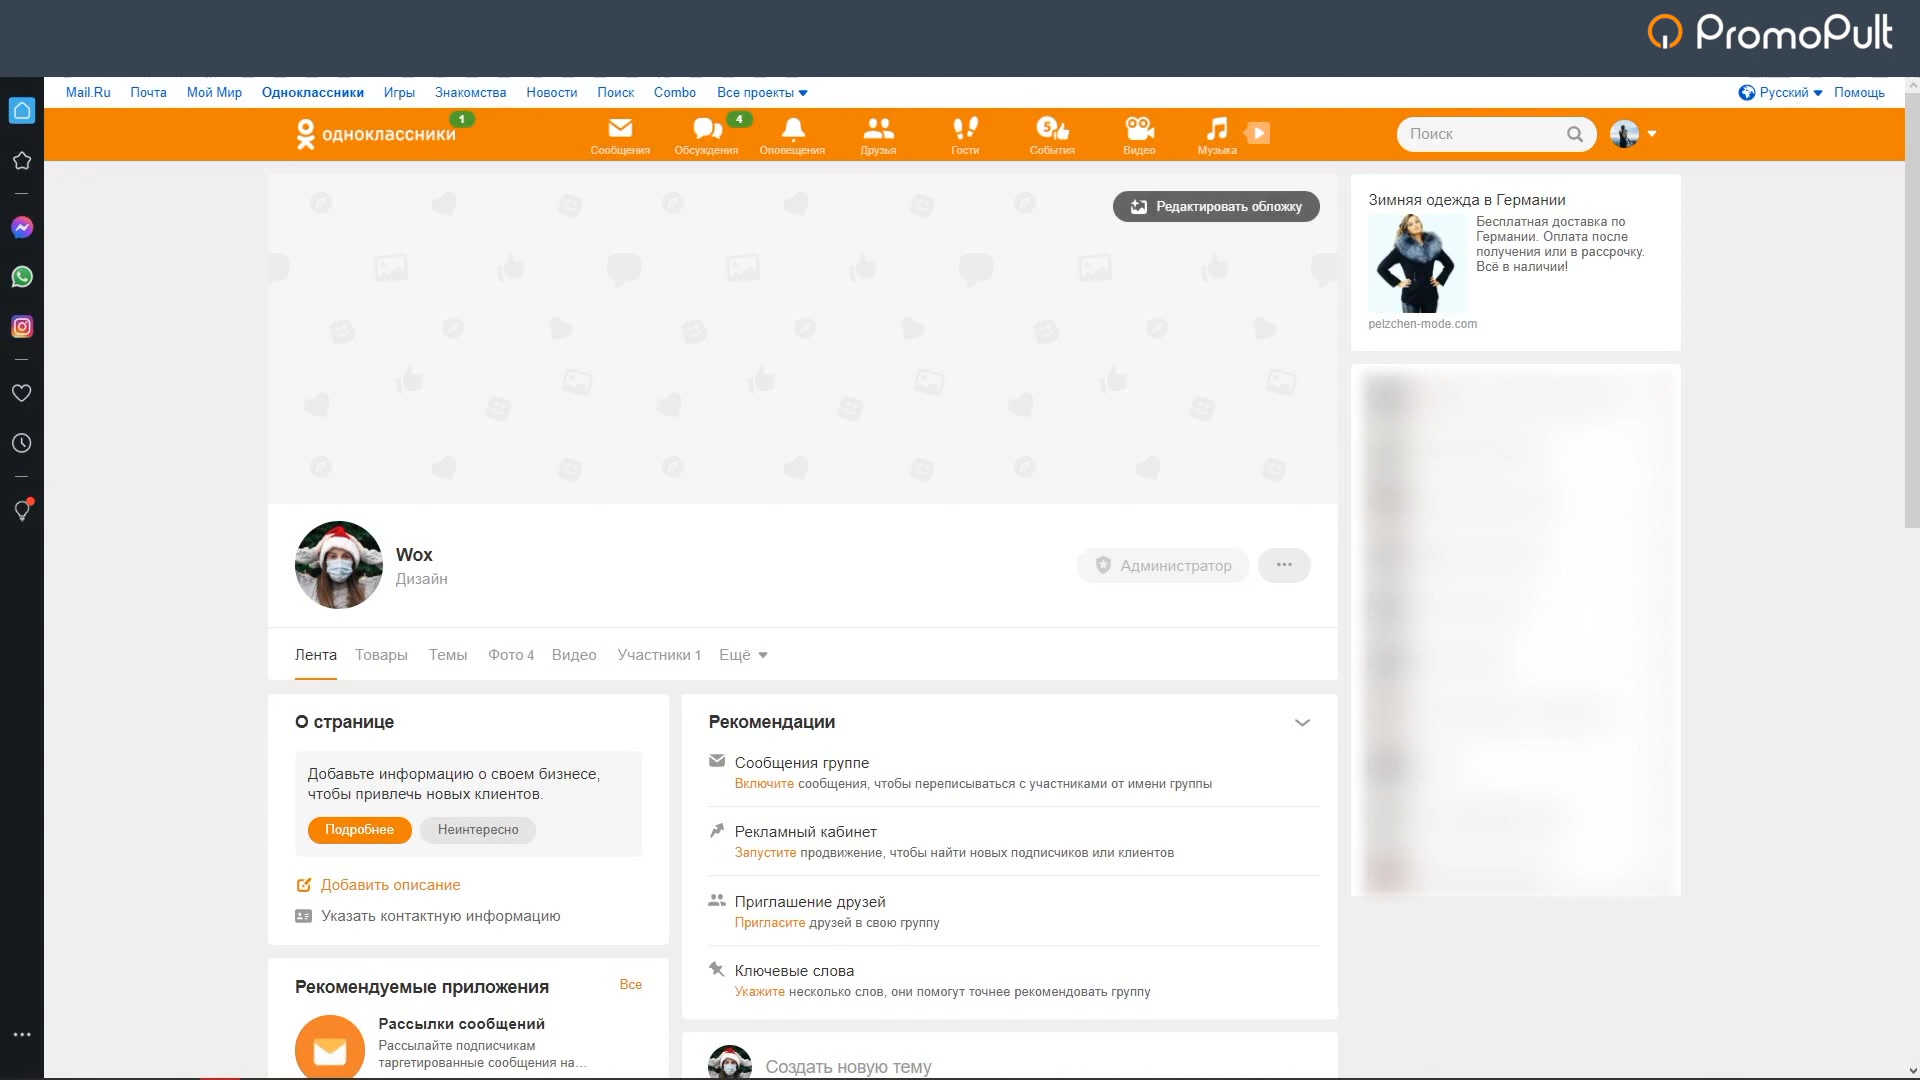 PromoPult
Mail.Ru Почта Мой Мир Одноклассники Игры Знакомства Новости Поиск Combo Все проекты
Русский Помощь
одноклассники 1
Сообщения
4
Обсуждения
Оповещения
Друзья
Гости
5
События
Видео
Музыка
Поиск
Редактировать обложку
Зимняя одежда в Германии
Бесплатная доставка по
Германии. Оплата после
получения или в рассрочку.
Всё в наличии!
pelzchen-mode.com
Wox
Дизайн
Администратор
Лента Товары Темы Фото 4 Видео Участники 1 Ещё
О странице
Добавьте информацию о своем бизнесе,
чтобы привлечь новых клиентов.
Подробнее Неинтересно
Добавить описание
Указать контактную информацию
Рекомендуемые приложения Все
Рассылки сообщений
Рассылайте подписчикам
таргетированные сообщения на...
Рекомендации
Сообщения группе
Включите сообщения, чтобы переписываться с участниками от имени группы
Рекламный кабинет
Запустите продвижение, чтобы найти новых подписчиков или клиентов
Приглашение друзей
Пригласите друзей в свою группу
Ключевые слова
Укажите несколько слов, они помогут точнее рекомендовать группу
Создать новую тему